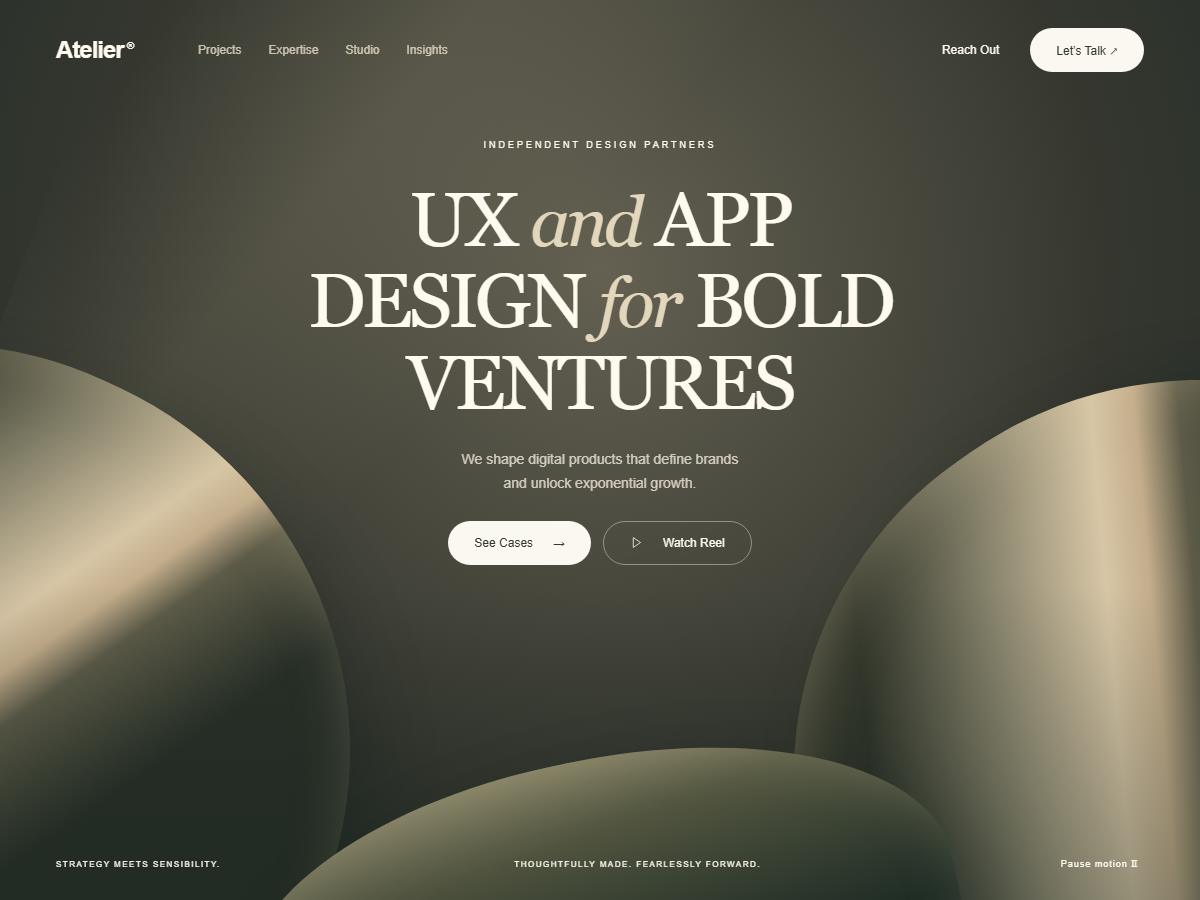 Atelier®
Projects Expertise Studio Insights
Reach Out
Let's Talk ↗
INDEPENDENT DESIGN PARTNERS
UX and APP
DESIGN for BOLD
VENTURES
We shape digital products that define brands
and unlock exponential growth.
See Cases →
Watch Reel
STRATEGY MEETS SENSIBILITY.
THOUGHTFULLY MADE. FEARLESSLY FORWARD.
Pause motion II